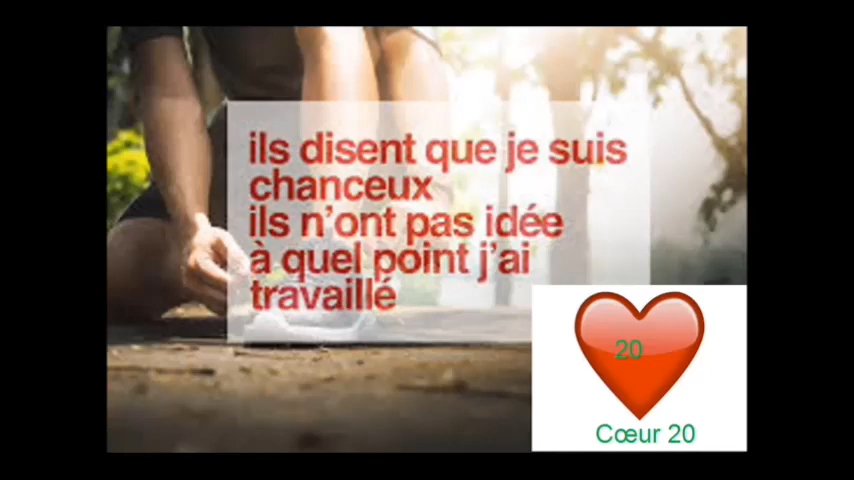 ils disent que je suis
chanceux
ils n'ont pas idée
à quel point j'ai
travaillé
20
Cœur 20